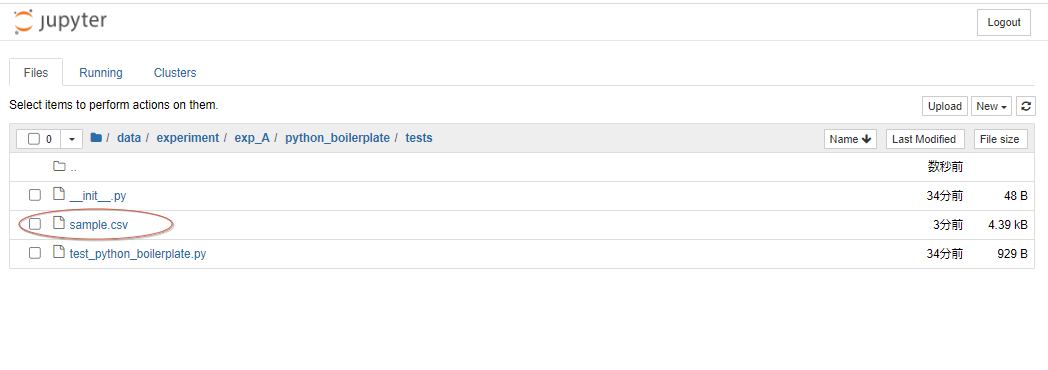 jupyter
Logout
Files Running Clusters
Select items to perform actions on them.
Upload New
0 / data / experiment / exp_A / python_boilerplate / tests Name Last Modified File size
.. 数秒前
__init__.py 34分前 48 B
sample.csv 3分前 4.39 kB
test_python_boilerplate.py 34分前 929 B